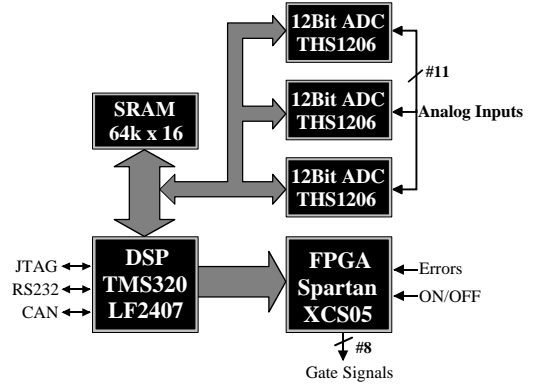 12Bit ADC
THS1206
#11
SRAM
64k x 16
12Bit ADC
THS1206
Analog Inputs
12Bit ADC
THS1206
JTAG
RS232
CAN
DSP
TMS320
LF2407
FPGA
Spartan
XCS05
Errors
ON/OFF
#8
Gate Signals